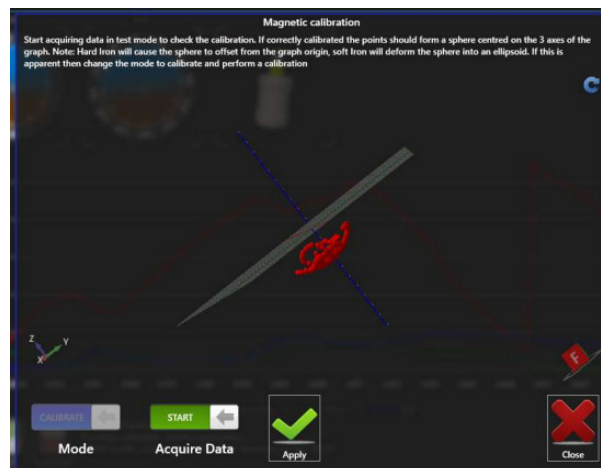 Magnetic calibration
Start acquiring data in test mode to check the calibration. If correctly calibrated the points should form a sphere centred on the 3 axes of the
graph. Note: Hard Iron will cause the sphere to offset from the graph origin, soft Iron will deform the sphere into an ellipsoid. If this is
apparent then change the mode to calibrate and perform a calibration
Z
Y
X
F
CALIBRATE
START
Mode
Acquire Data
Apply
Close